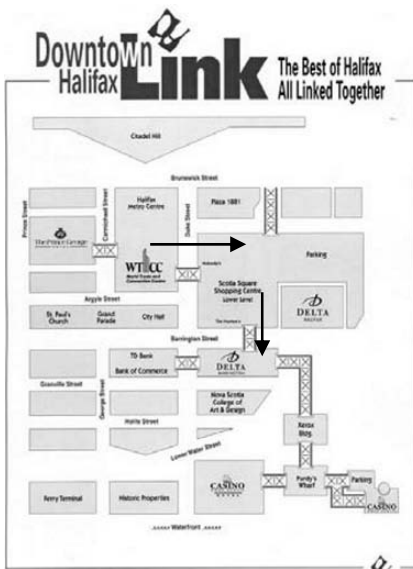 Downtown
Halifax
Link
The Best of Halifax
All Linked Together
Citadel Hill
Brunswick Street
Prince Street
Carmichael Street
Halifax
Metro Centre
Duke Street
Plaza 1881
The Prince George
WTCC
World Trade and
Convention Centre
Parking
Scotia Square
Shopping Centre
Lower Level
Argyle Street
St. Paul's
Church
Grand
Parade
City Hall
DELTA
HALIFAX
Barrington Street
TD Bank
Bank of Commerce
DELTA
BARRINGTON
Granville Street
George Street
Nova Scotia
College of
Art & Design
Hollis Street
Xerox
Bldg.
Lower Water Street
Ferry Terminal
Historic Properties
CASINO
Purdy's
Wharf
Parking
CASINO
Waterfront